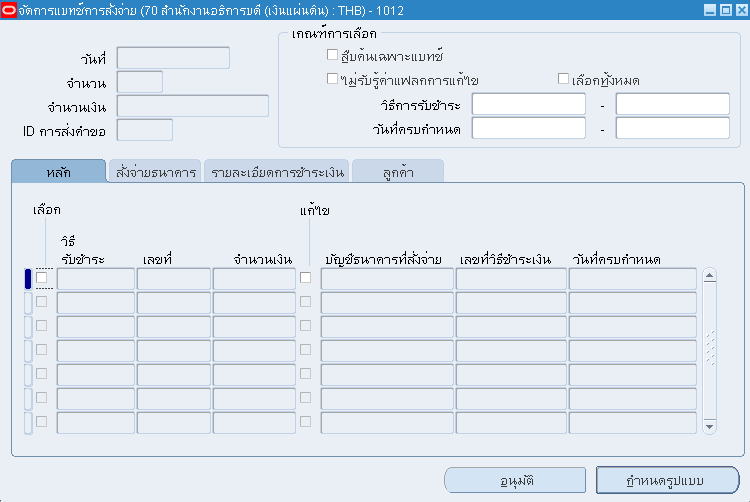 จัดการแบทช์การสั่งจ่าย (70 สำนักงานอธิการบดี (เงินแผ่นดิน) : THB) - 1012
เกณฑ์การเลือก
วันที่
สืบค้นเฉพาะแบทช์
จำนวน
ไม่รับรู้ค่าแฟลกการแก้ไข
เลือกทั้งหมด
จำนวนเงิน
วิธีการรับชำระ -
ID การส่งคำขอ
วันที่ครบกำหนด -
หลัก สั่งจ่ายธนาคาร รายละเอียดการชำระเงิน ลูกค้า
เลือก แก้ไข
วิธี
รับชำระ เลขที่ จำนวนเงิน บัญชีธนาคารที่สั่งจ่าย เลขที่วิธีชำระเงิน วันที่ครบกำหนด
อนุมัติ กำหนดรูปแบบ